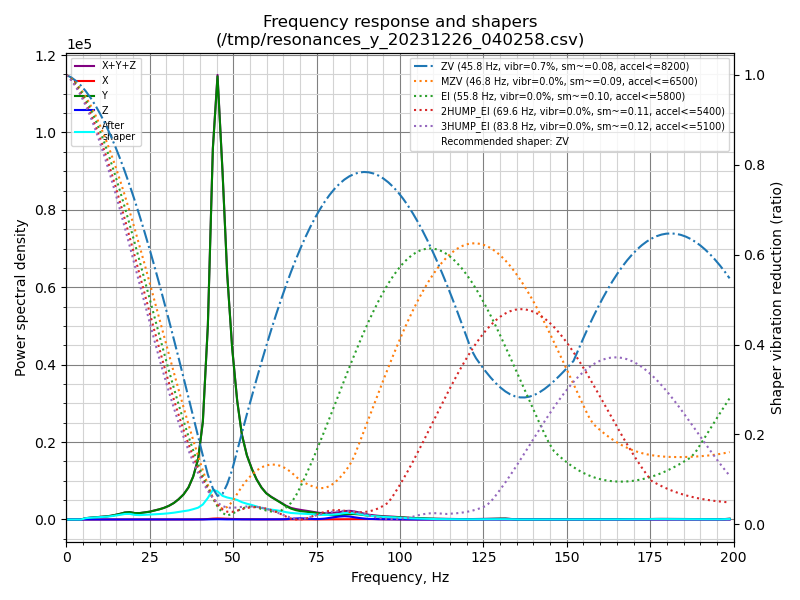 Frequency response and shapers
(/tmp/resonances_y_20231226_040258.csv)
1e5
X+Y+Z
X
Y
Z
After
shaper
ZV (45.8 Hz, vibr=0.7%, sm~=0.08, accel<=8200)
MZV (46.8 Hz, vibr=0.0%, sm~=0.09, accel<=6500)
EI (55.8 Hz, vibr=0.0%, sm~=0.10, accel<=5800)
2HUMP_EI (69.6 Hz, vibr=0.0%, sm~=0.11, accel<=5400)
3HUMP_EI (83.8 Hz, vibr=0.0%, sm~=0.12, accel<=5100)
Recommended shaper: ZV
Power spectral density
1.2
1.0
0.8
0.6
0.4
0.2
0.0
1.0
0.8
0.6
0.4
0.2
0.0
Shaper vibration reduction (ratio)
0 25 50 75 100 125 150 175 200
Frequency, Hz